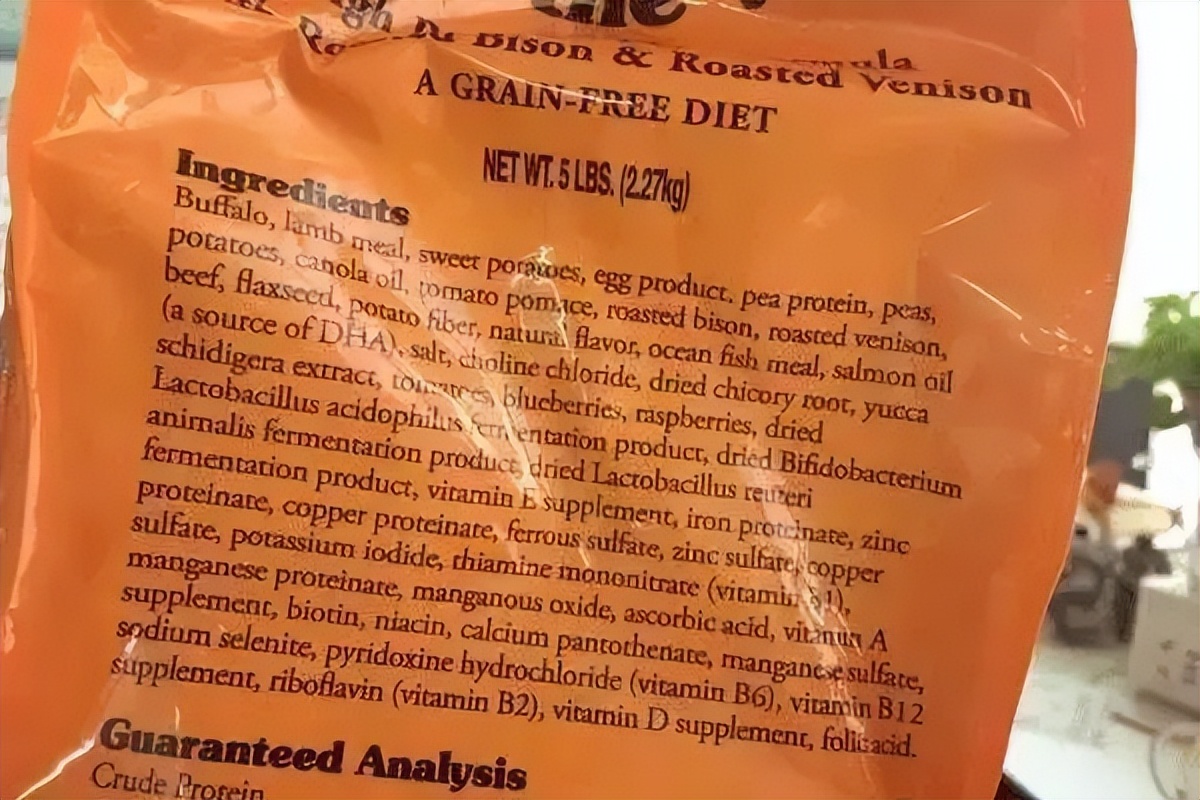 Bison & Roasted Venison
A GRAIN-FREE DIET
NET WT. 5 LBS. (2.27kg)
Ingredients
Buffalo, lamb meal, sweet potatoes, egg product, pea protein, peas,
potatoes, canola oil, tomato pomace, roasted bison, roasted venison,
beef, flaxseed, potato fiber, natural flavor, ocean fish meal, salmon oil
(a source of DHA), salt, choline chloride, dried chicory root, yucca
schidigera extract, tomatoes, blueberries, raspberries, dried
Lactobacillus acidophilus fermentation product, dried Bifidobacterium
animalis fermentation product, dried Lactobacillus reuteri
fermentation product, vitamin E supplement, iron proteinate, zinc
proteinate, copper proteinate, ferrous sulfate, zinc sulfate, copper
sulfate, potassium iodide, thiamine mononitrate (vitamin B1),
manganese proteinate, manganous oxide, ascorbic acid, vitamin A
supplement, biotin, niacin, calcium pantothenate, manganese sulfate,
sodium selenite, pyridoxine hydrochloride (vitamin B6), vitamin B12
supplement, riboflavin (vitamin B2), vitamin D supplement, folic acid.
Guaranteed Analysis
Crude Protein